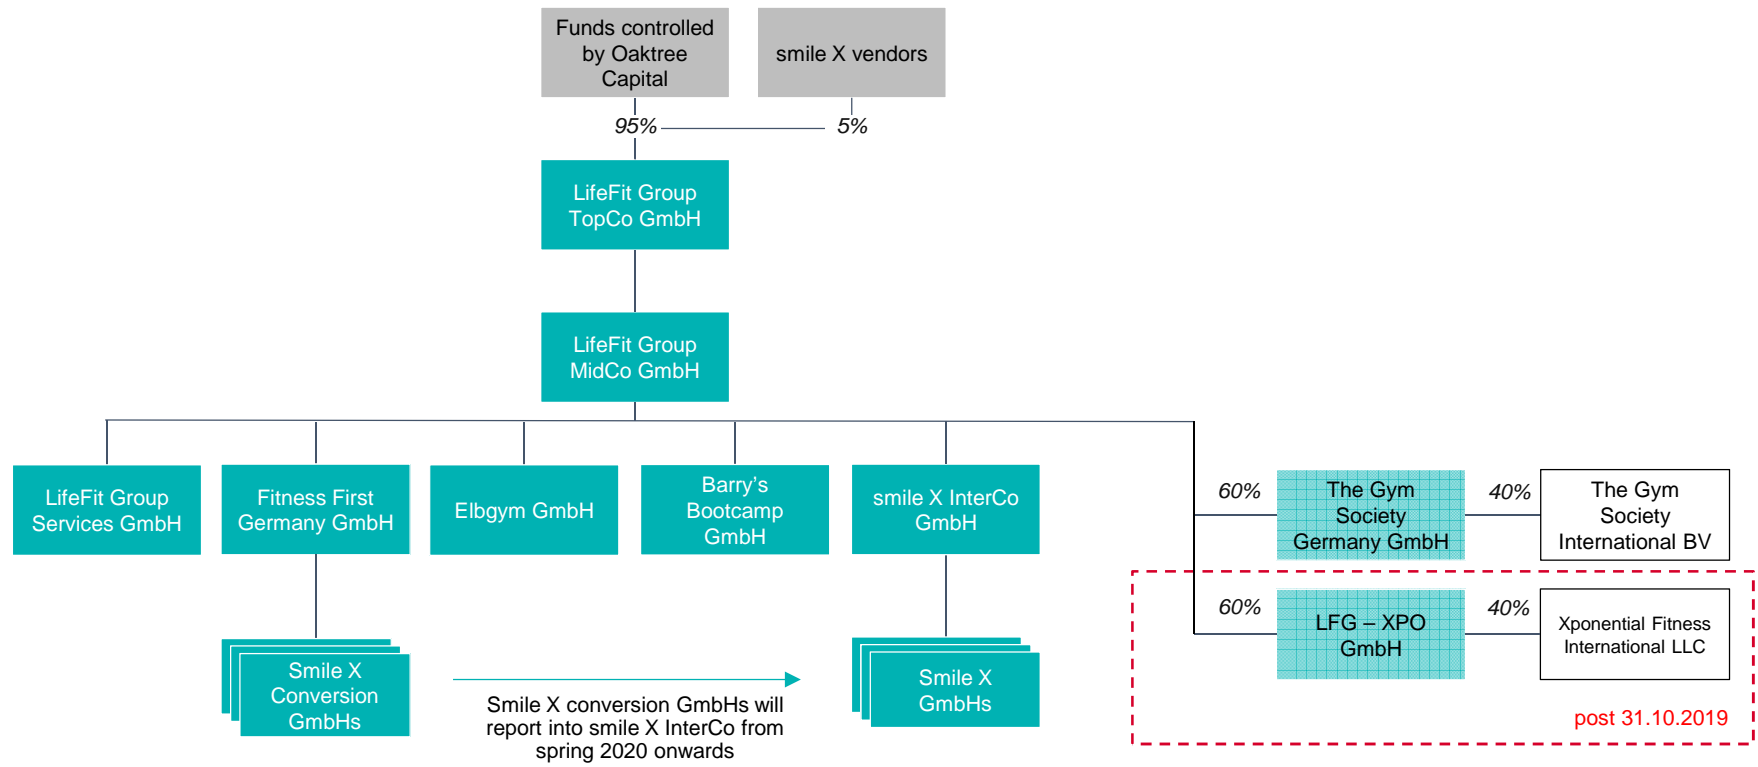 Funds controlled
by Oaktree
Capital
smile X vendors
95%
5%
LifeFit Group
TopCo GmbH
LifeFit Group
MidCo GmbH
LifeFit Group
Services GmbH
Fitness First
Germany GmbH
Elbgym GmbH
Barry's
Bootcamp
GmbH
smile X InterCo
GmbH
60%
The Gym
Society
Germany GmbH
40%
The Gym
Society
International BV
60%
LFG – XPO
GmbH
40%
Xponential Fitness
International LLC
Smile X
Conversion
GmbHs
Smile X conversion GmbHs will
report into smile X InterCo from
spring 2020 onwards
Smile X
GmbHs
post 31.10.2019